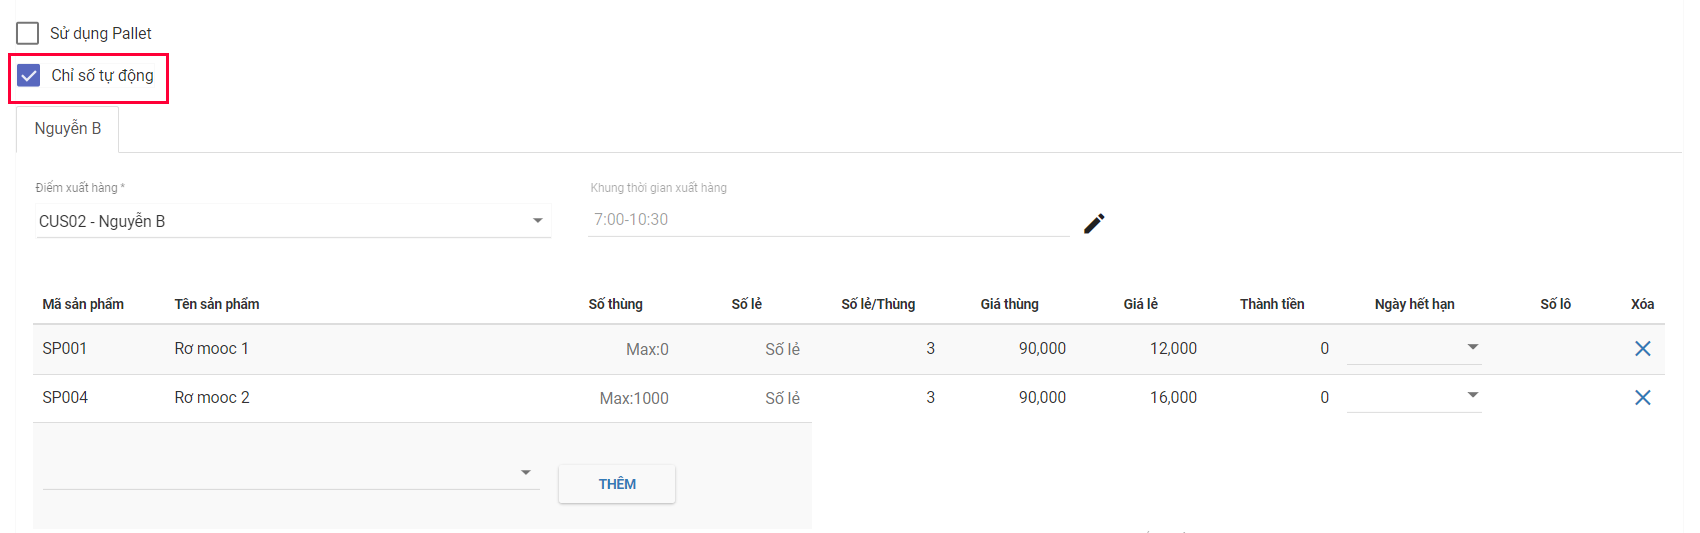 Sử dụng Pallet
Chỉ số tự động
Nguyễn B
Điểm xuất hàng * Khung thời gian xuất hàng
CUS02 - Nguyễn B 7:00-10:30
Mã sản phẩm Tên sản phẩm Số thùng Số lẻ Số lẻ/Thùng Giá thùng Giá lẻ Thành tiền Ngày hết hạn Số lô Xóa
SP001 Rơ mooc 1 Max:0 Số lẻ 3 90,000 12,000 0
SP004 Rơ mooc 2 Max:1000 Số lẻ 3 90,000 16,000 0
THÊM